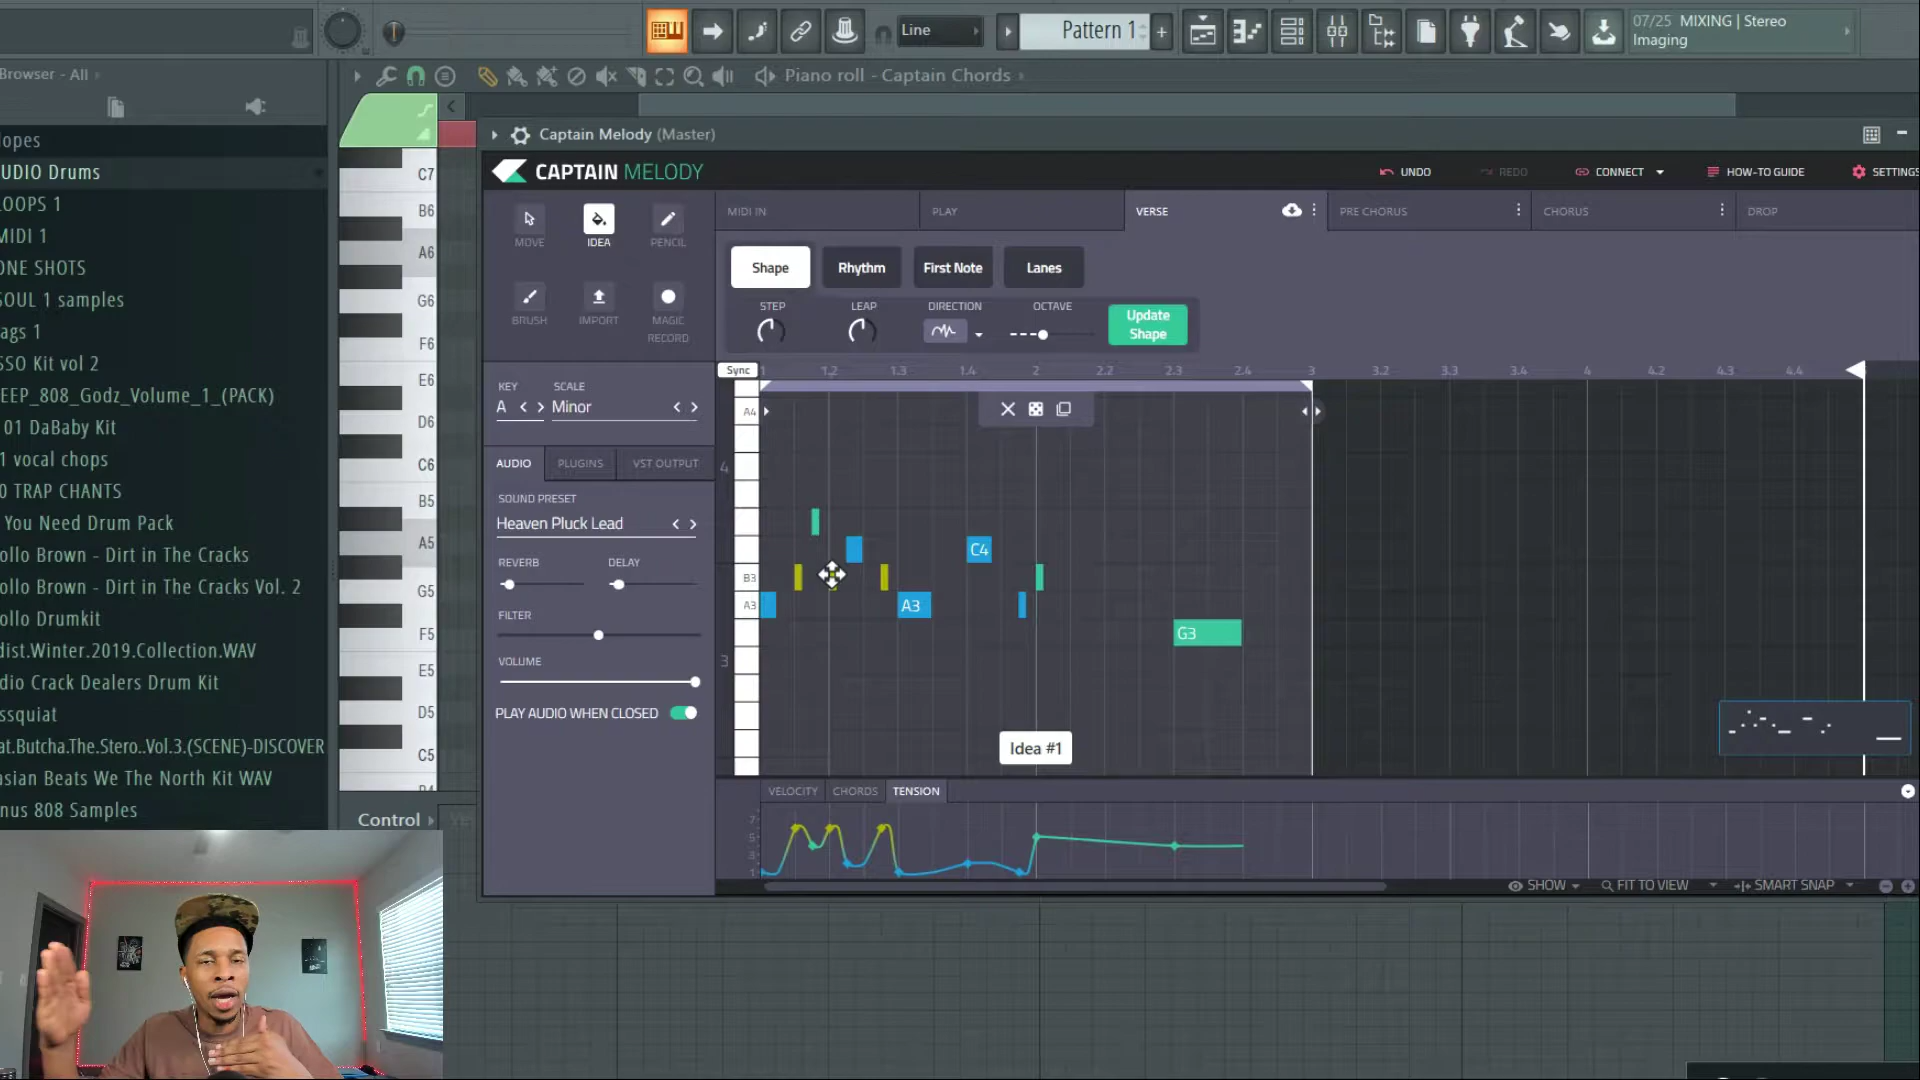 Line
Pattern 1
07/25 MIXING | Stereo
Imaging
Browser - All
Piano roll - Captain Chords
Captain Melody (Master)
CAPTAIN MELODY
UNDO
REDO
CONNECT
HOW-TO GUIDE
SETTINGS
MOVE
IDEA
PENCIL
BRUSH
IMPORT
MAGIC
RECORD
MIDI IN
PLAY
VERSE
PRE CHORUS
CHORUS
DROP
Shape
Rhythm
First Note
Lanes
STEP
LEAP
DIRECTION
OCTAVE
Update
Shape
lopes
UDIO Drums
LOOPS 1
MIDI 1
ONE SHOTS
SOUL 1 samples
ags 1
SSO Kit vol 2
EEP_808_Godz_Volume_1_(PACK)
01 DaBaby Kit
1 vocal chops
0 TRAP CHANTS
You Need Drum Pack
ollo Brown - Dirt in The Cracks
ollo Brown - Dirt in The Cracks Vol. 2
ollo Drumkit
dist.Winter.2019.Collection.WAV
dio Crack Dealers Drum Kit
ssquiat
at.Butcha.The.Stero..Vol.3.(SCENE)-DISCOVER
asian Beats We The North Kit WAV
nus 808 Samples
C7
B6
A6
G6
F6
E6
D6
C6
B5
A5
G5
F5
E5
D5
C5
Control
KEY
SCALE
A
Minor
AUDIO
PLUGINS
VST OUTPUT
SOUND PRESET
Heaven Pluck Lead
REVERB
DELAY
FILTER
VOLUME
PLAY AUDIO WHEN CLOSED
Sync
1
1.2
1.3
1.4
2
2.2
2.3
2.4
3
3.2
3.3
3.4
4
4.2
4.3
4.4
A4
4
B3
A3
3
C4
A3
G3
Idea #1
VELOCITY
CHORDS
TENSION
7
5
3
1
SHOW
FIT TO VIEW
SMART SNAP